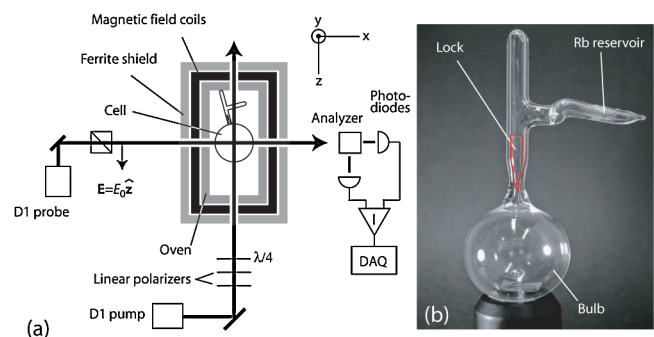 Magnetic field coils
Ferrite shield
Cell
y
x
z
Photo-
diodes
Analyzer
E=E₀ẑ
D1 probe
I
DAQ
Oven
λ/4
Linear polarizers
D1 pump
(a)
Lock
Rb reservoir
Bulb
(b)